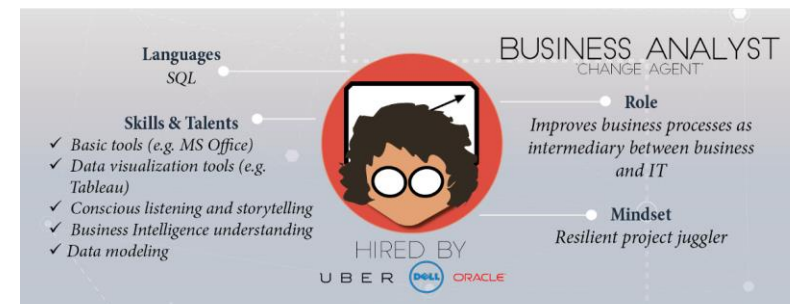 Languages
SQL
Skills & Talents
✓ Basic tools (e.g. MS Office)
✓ Data visualization tools (e.g.
Tableau)
✓ Conscious listening and storytelling
✓ Business Intelligence understanding
✓ Data modeling
HIRED BY
UBER DELL ORACLE
BUSINESS ANALYST
'CHANGE AGENT'
Role
Improves business processes as
intermediary between business
and IT
Mindset
Resilient project juggler